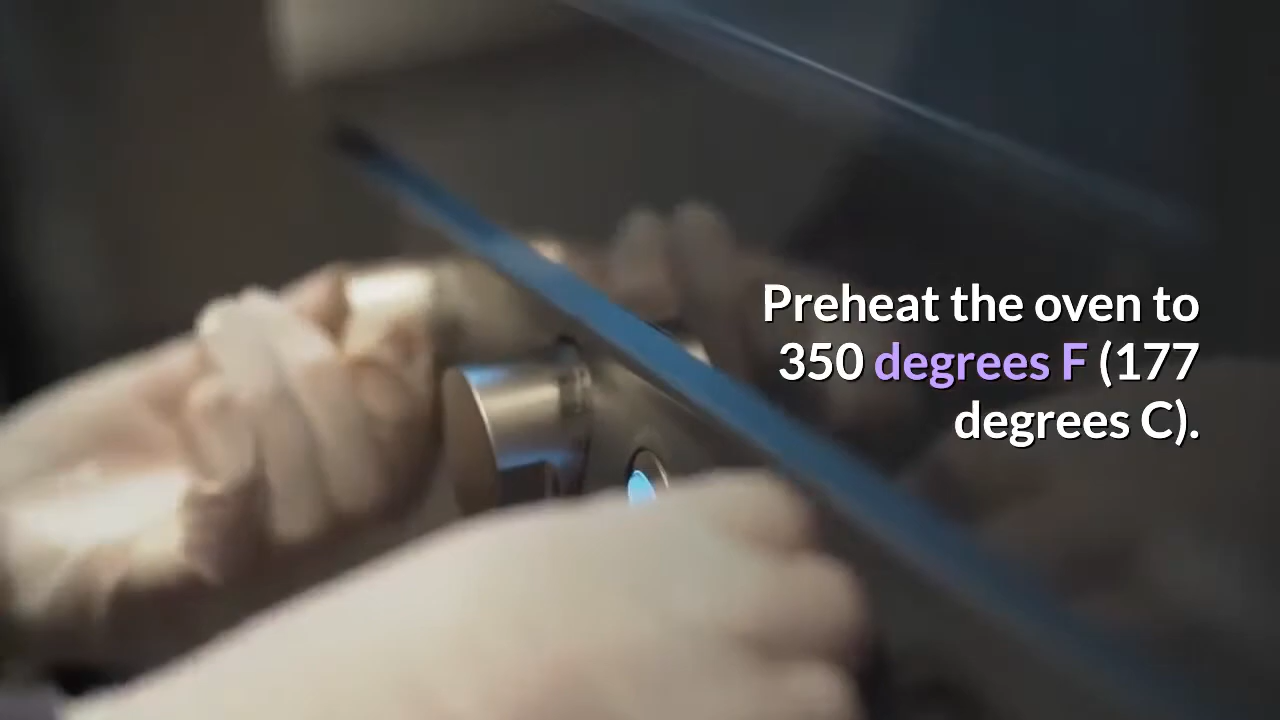 Preheat the oven to
350 degrees F (177
degrees C).